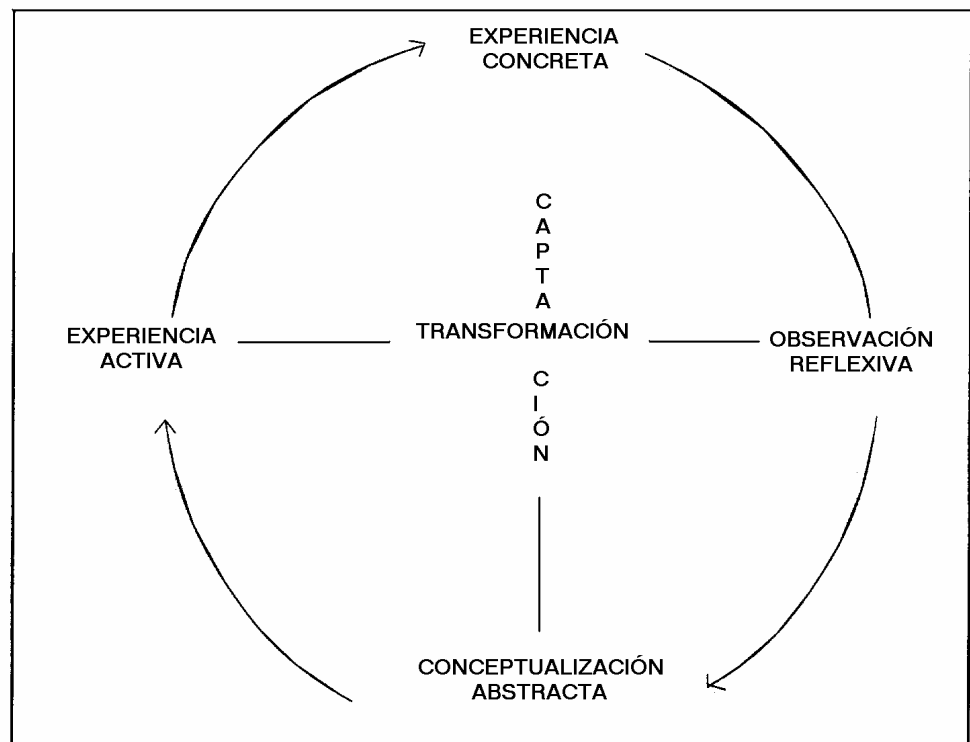 EXPERIENCIA
CONCRETA
C
A
P
T
A
EXPERIENCIA
ACTIVA
TRANSFORMACIÓN
OBSERVACIÓN
REFLEXIVA
C
I
Ó
N
CONCEPTUALIZACIÓN
ABSTRACTA